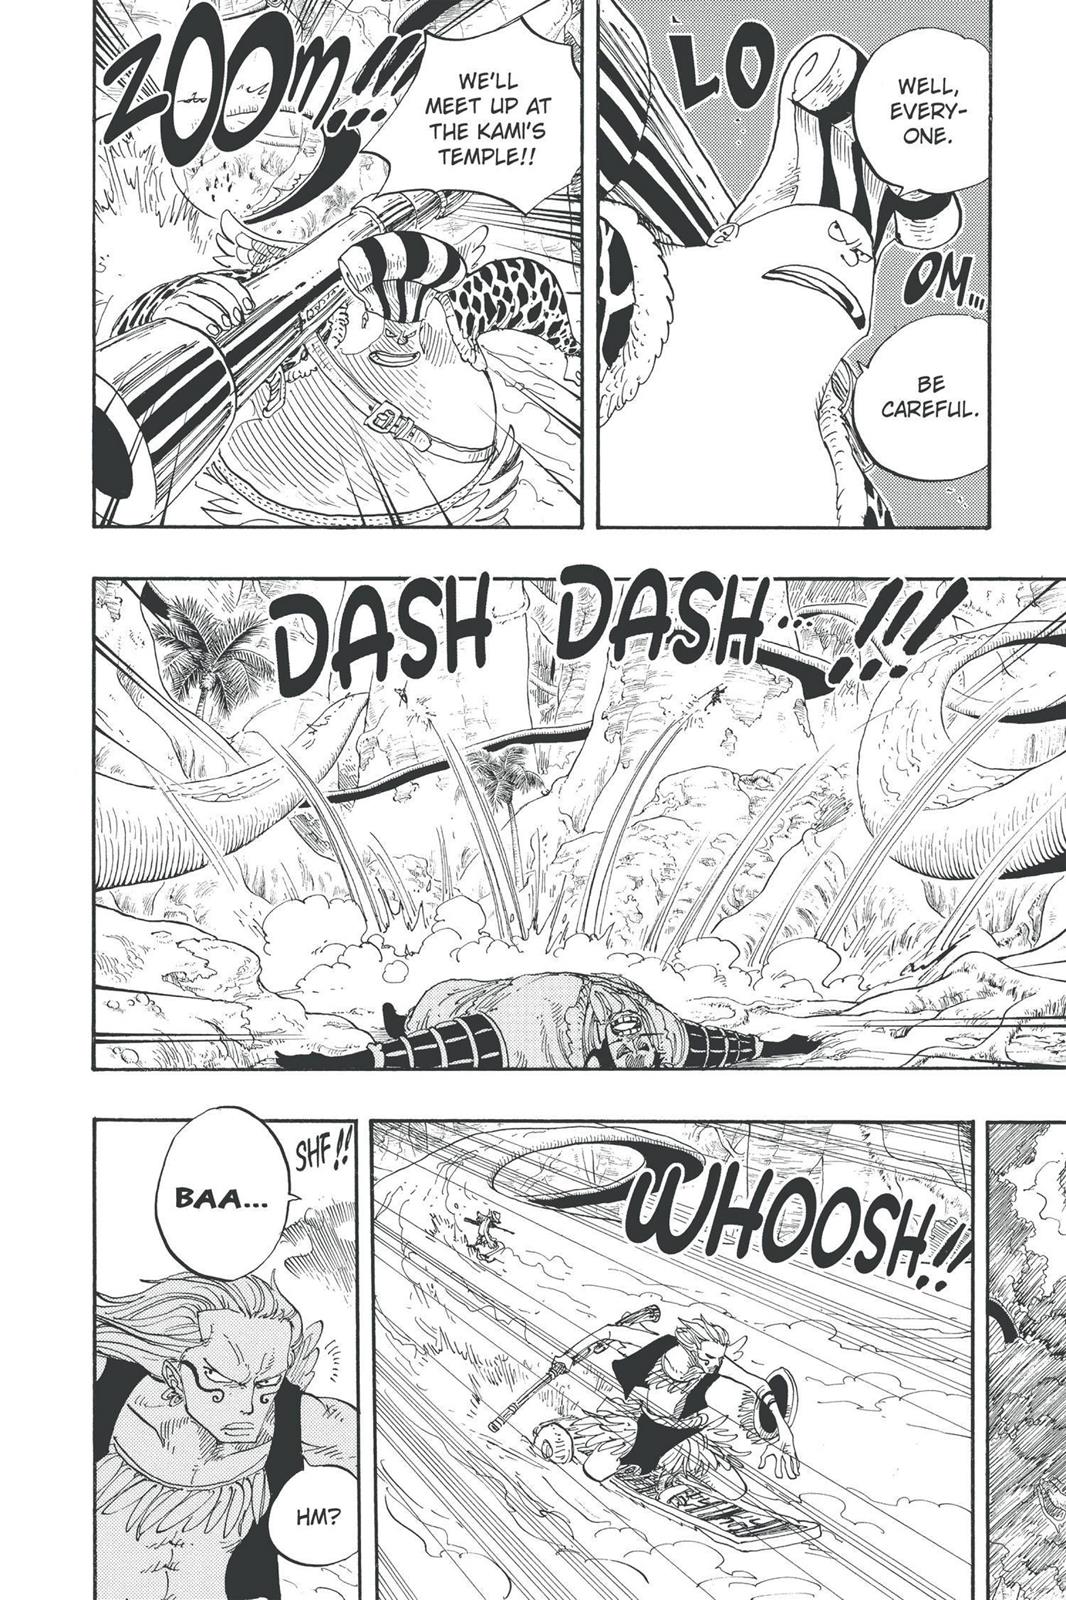 LO
OM...
WELL,
EVERY-
ONE.
BE
CAREFUL.
WE'LL
MEET UP AT
THE KAMI'S
TEMPLE!!
ZOOM...!!!
DASH DASH...!!!
WHOOSH..!!
SHF!!
BAA...
HM?